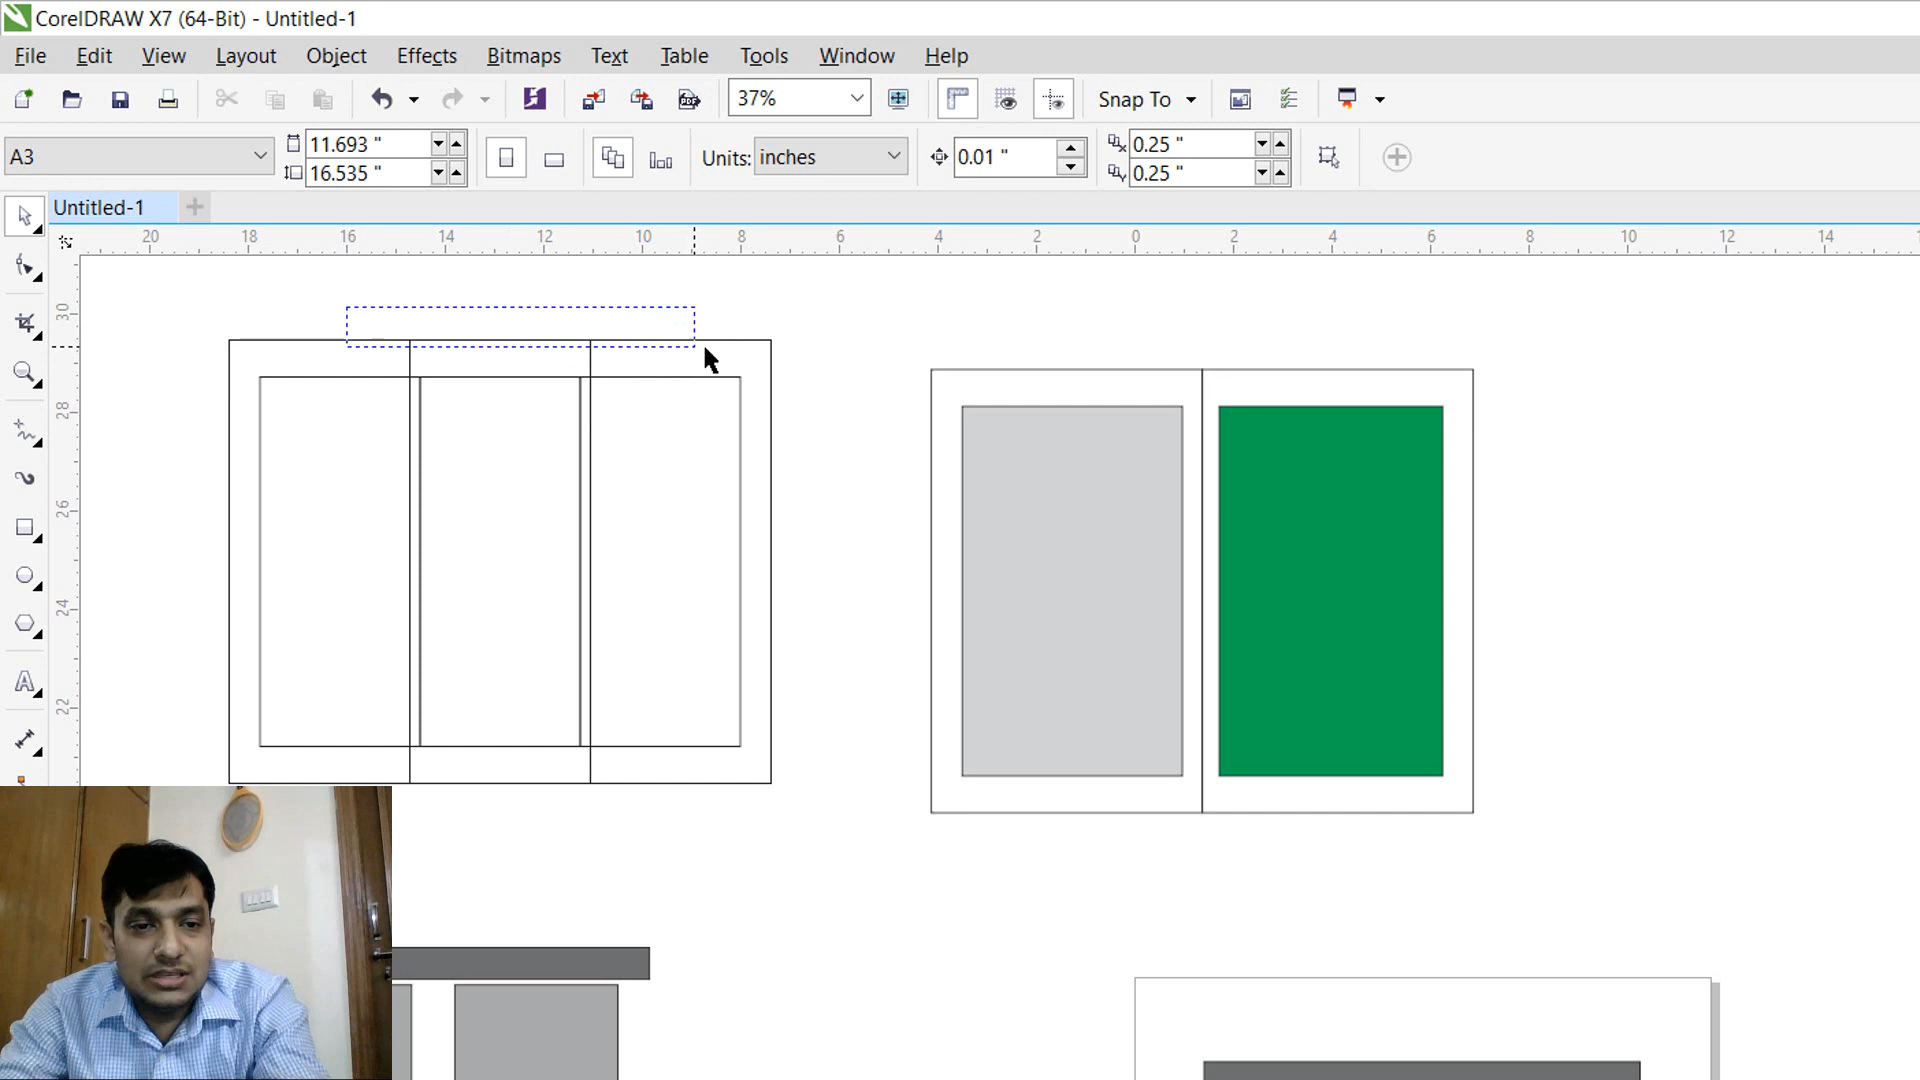 CorelDRAW X7 (64-Bit) - Untitled-1
File Edit View Layout Object Effects Bitmaps Text Table Tools Window Help
PDF 37% Snap To
A3 11.693 " 16.535 " Units: inches 0.01 " 0.25 " 0.25 "
Untitled-1
20 18 16 14 12 10 8 6 4 2 0 2 4 6 8 10 12 14
30
28
26
24
22